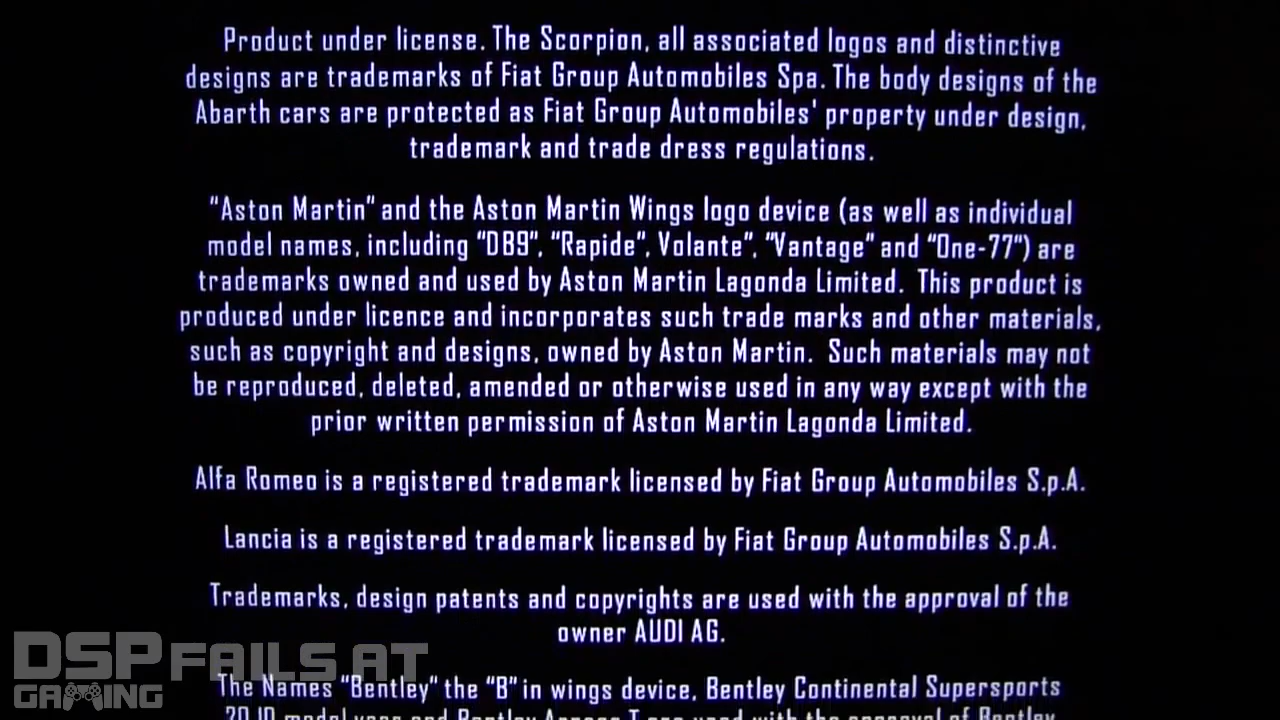 Product under license. The Scorpion, all associated logos and distinctive
designs are trademarks of Fiat Group Automobiles Spa. The body designs of the
Abarth cars are protected as Fiat Group Automobiles' property under design,
trademark and trade dress regulations.
"Aston Martin" and the Aston Martin Wings logo device (as well as individual
model names, including "DB9", "Rapide", Volante", "Vantage" and "One-77") are
trademarks owned and used by Aston Martin Lagonda Limited. This product is
produced under licence and incorporates such trade marks and other materials,
such as copyright and designs, owned by Aston Martin. Such materials may not
be reproduced, deleted, amended or otherwise used in any way except with the
prior written permission of Aston Martin Lagonda Limited.
Alfa Romeo is a registered trademark licensed by Fiat Group Automobiles S.p.A.
Lancia is a registered trademark licensed by Fiat Group Automobiles S.p.A.
Trademarks, design patents and copyrights are used with the approval of the
owner AUDI AG.
The Names "Bentley" the "B" in wings device, Bentley Continental Supersports
DSP FAILS AT
GAMING